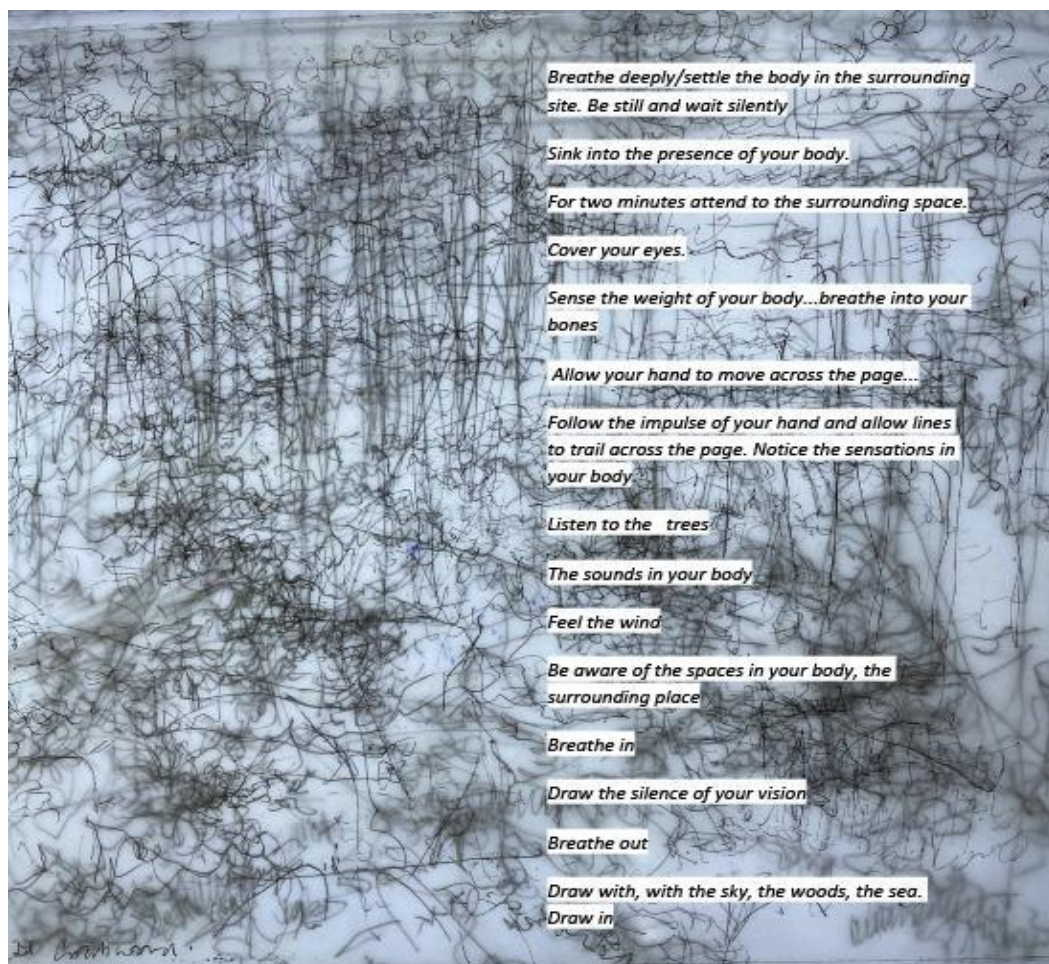 Breathe deeply/settle the body in the surrounding
site. Be still and wait silently
Sink into the presence of your body.
For two minutes attend to the surrounding space.
Cover your eyes.
Sense the weight of your body...breathe into your
bones
Allow your hand to move across the page...
Follow the impulse of your hand and allow lines
to trail across the page. Notice the sensations in
your body
Listen to the trees
The sounds in your body
Feel the wind
Be aware of the spaces in your body, the
surrounding place
Breathe in
Draw the silence of your vision
Breathe out
Draw with, with the sky, the woods, the sea.
Draw in